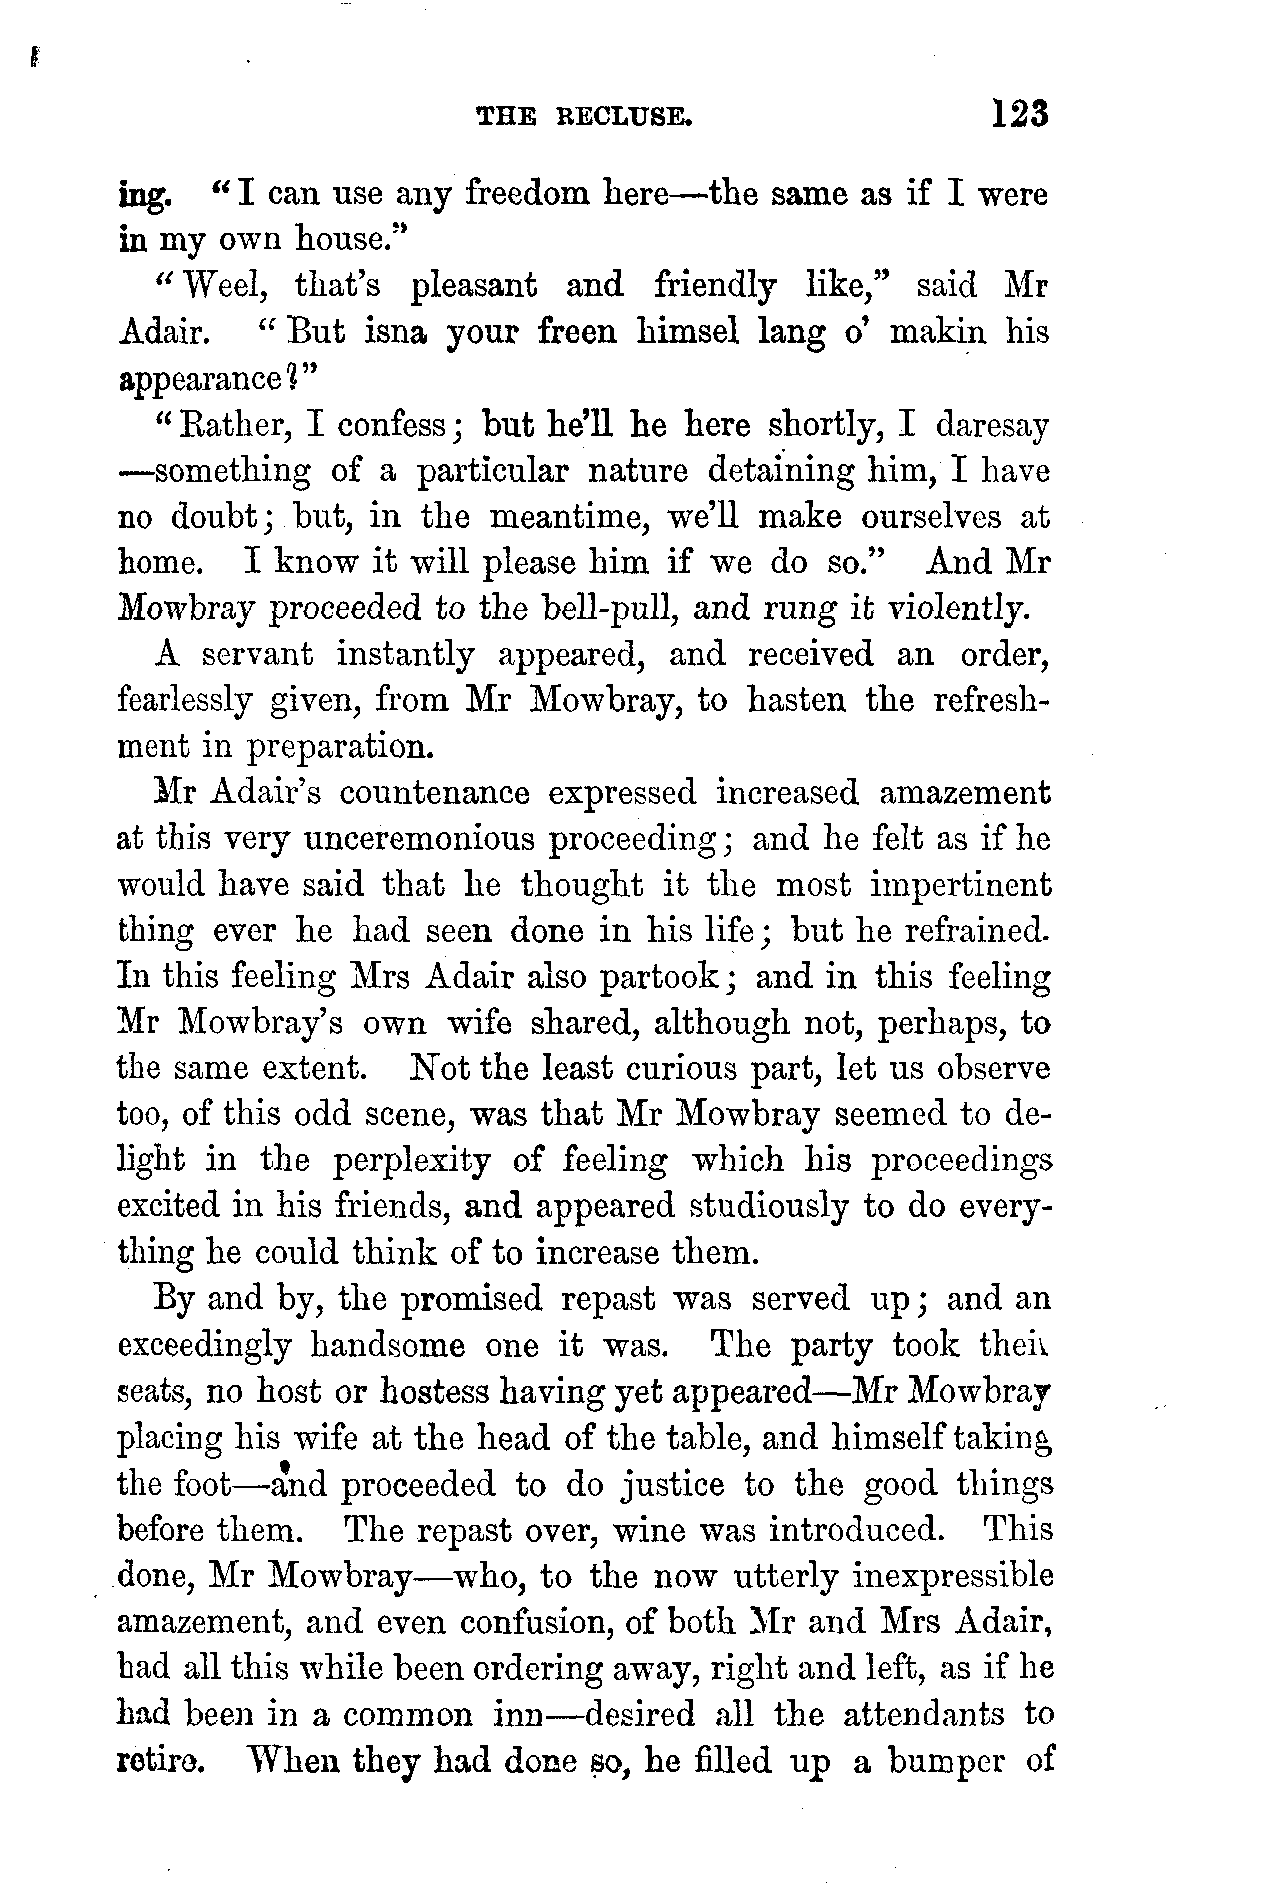 THE RECLUSE. 123
ing. "I can use any freedom here—the same as if I were
in my own house."
"Weel, that's pleasant and friendly like," said Mr
Adair. "But isna your freen himsel lang o' makin his
appearance?"
"Rather, I confess; but he'll he here shortly, I daresay
—something of a particular nature detaining him, I have
no doubt; but, in the meantime, we'll make ourselves at
home. I know it will please him if we do so." And Mr
Mowbray proceeded to the bell-pull, and rung it violently.
A servant instantly appeared, and received an order,
fearlessly given, from Mr Mowbray, to hasten the refresh-
ment in preparation.
Mr Adair's countenance expressed increased amazement
at this very unceremonious proceeding; and he felt as if he
would have said that he thought it the most impertinent
thing ever he had seen done in his life; but he refrained.
In this feeling Mrs Adair also partook; and in this feeling
Mr Mowbray's own wife shared, although not, perhaps, to
the same extent. Not the least curious part, let us observe
too, of this odd scene, was that Mr Mowbray seemed to de-
light in the perplexity of feeling which his proceedings
excited in his friends, and appeared studiously to do every-
thing he could think of to increase them.
By and by, the promised repast was served up; and an
exceedingly handsome one it was. The party took their
seats, no host or hostess having yet appeared—Mr Mowbray
placing his wife at the head of the table, and himself taking
the foot—and proceeded to do justice to the good things
before them. The repast over, wine was introduced. This
done, Mr Mowbray—who, to the now utterly inexpressible
amazement, and even confusion, of both Mr and Mrs Adair,
had all this while been ordering away, right and left, as if he
had been in a common inn—desired all the attendants to
retire. When they had done so, he filled up a bumper of